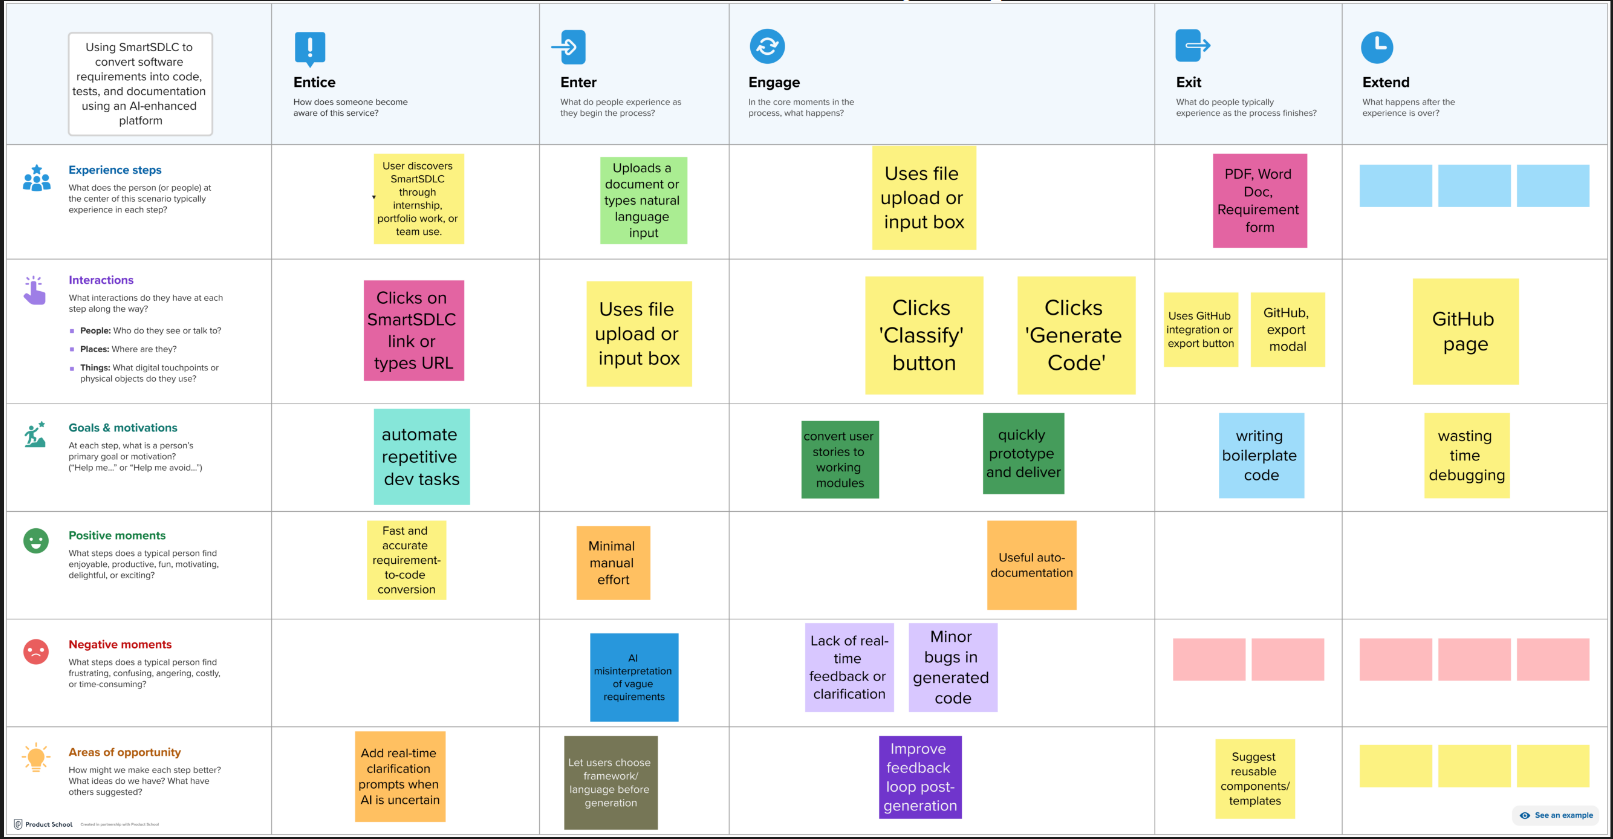 Using SmartSDLC to
convert software
requirements into code,
tests, and documentation
using an AI-enhanced
platform
Entice
How does someone become
aware of this service?
Enter
What do people experience as
they begin the process?
Engage
In the core moments in the
process, what happens?
Exit
What do people typically
experience as the process finishes?
Extend
What happens after the
experience is over?
Experience steps
What does the person (or people) at
the center of this scenario typically
experience in each step?
User discovers
SmartSDLC
through
internship,
portfolio work, or
team use.
Uploads a
document or
types natural
language
input
Uses file
upload or
input box
PDF, Word
Doc,
Requirement
form
Interactions
What interactions do they have at each
step along the way?
People: Who do they see or talk to?
Places: Where are they?
Things: What digital touchpoints or
physical objects do they use?
Clicks on
SmartSDLC
link or
types URL
Uses file
upload or
input box
Clicks
'Classify'
button
Clicks
'Generate
Code'
Uses GitHub
integration or
export button
GitHub,
export
modal
GitHub
page
Goals & motivations
At each step, what is a person's
primary goal or motivation?
("Help me..." or "Help me avoid...")
automate
repetitive
dev tasks
convert user
stories to
working
modules
quickly
prototype
and deliver
writing
boilerplate
code
wasting
time
debugging
Positive moments
What steps does a typical person find
enjoyable, productive, fun, motivating,
delightful, or exciting?
Fast and
accurate
requirement-
to-code
conversion
Minimal
manual
effort
Useful auto-
documentation
Negative moments
What steps does a typical person find
frustrating, confusing, angering, costly,
or time-consuming?
AI
misinterpretation
of vague
requirements
Lack of real-
time
feedback or
clarification
Minor
bugs in
generated
code
Areas of opportunity
How might we make each step better?
What ideas do we have? What have
others suggested?
Add real-time
clarification
prompts when
AI is uncertain
Let users choose
framework/
language before
generation
Improve
feedback
loop post-
generation
Suggest
reusable
components/
templates
Product School
Created in partnership with Product School
See an example